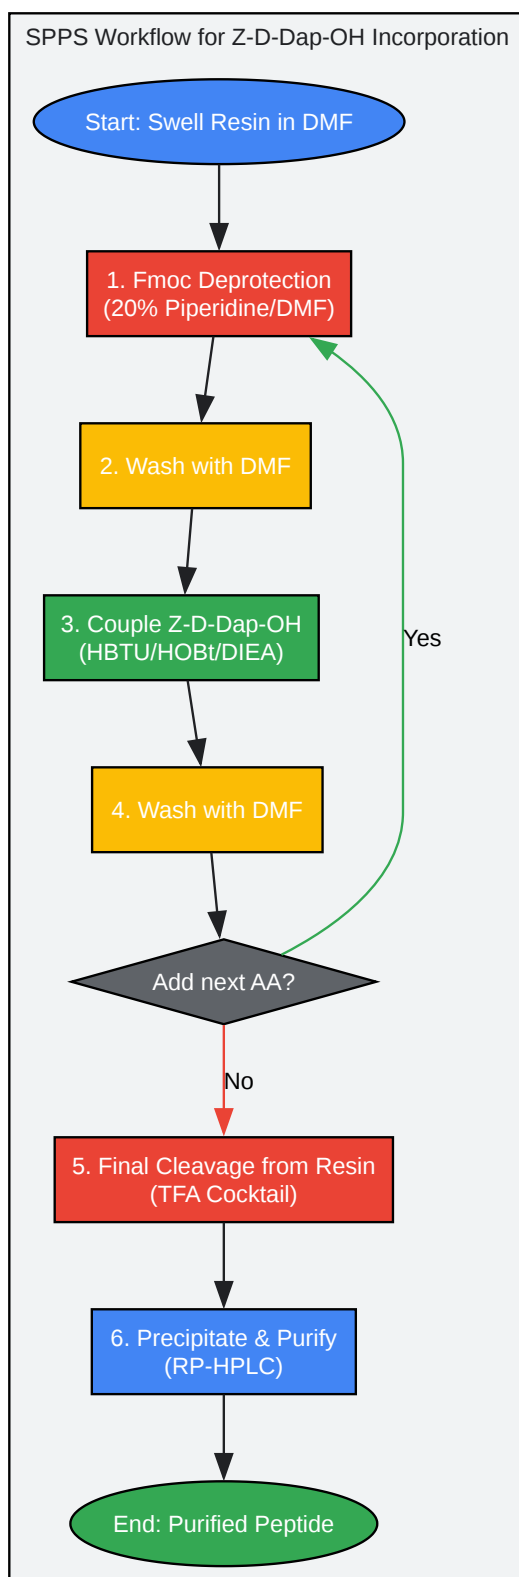 SPPS Workflow for Z-D-Dap-OH Incorporation
Start: Swell Resin in DMF
1. Fmoc Deprotection
(20% Piperidine/DMF)
2. Wash with DMF
3. Couple Z-D-Dap-OH
(HBTU/HOBt/DIEA)
Yes
4. Wash with DMF
Add next AA?
No
5. Final Cleavage from Resin
(TFA Cocktail)
6. Precipitate & Purify
(RP-HPLC)
End: Purified Peptide